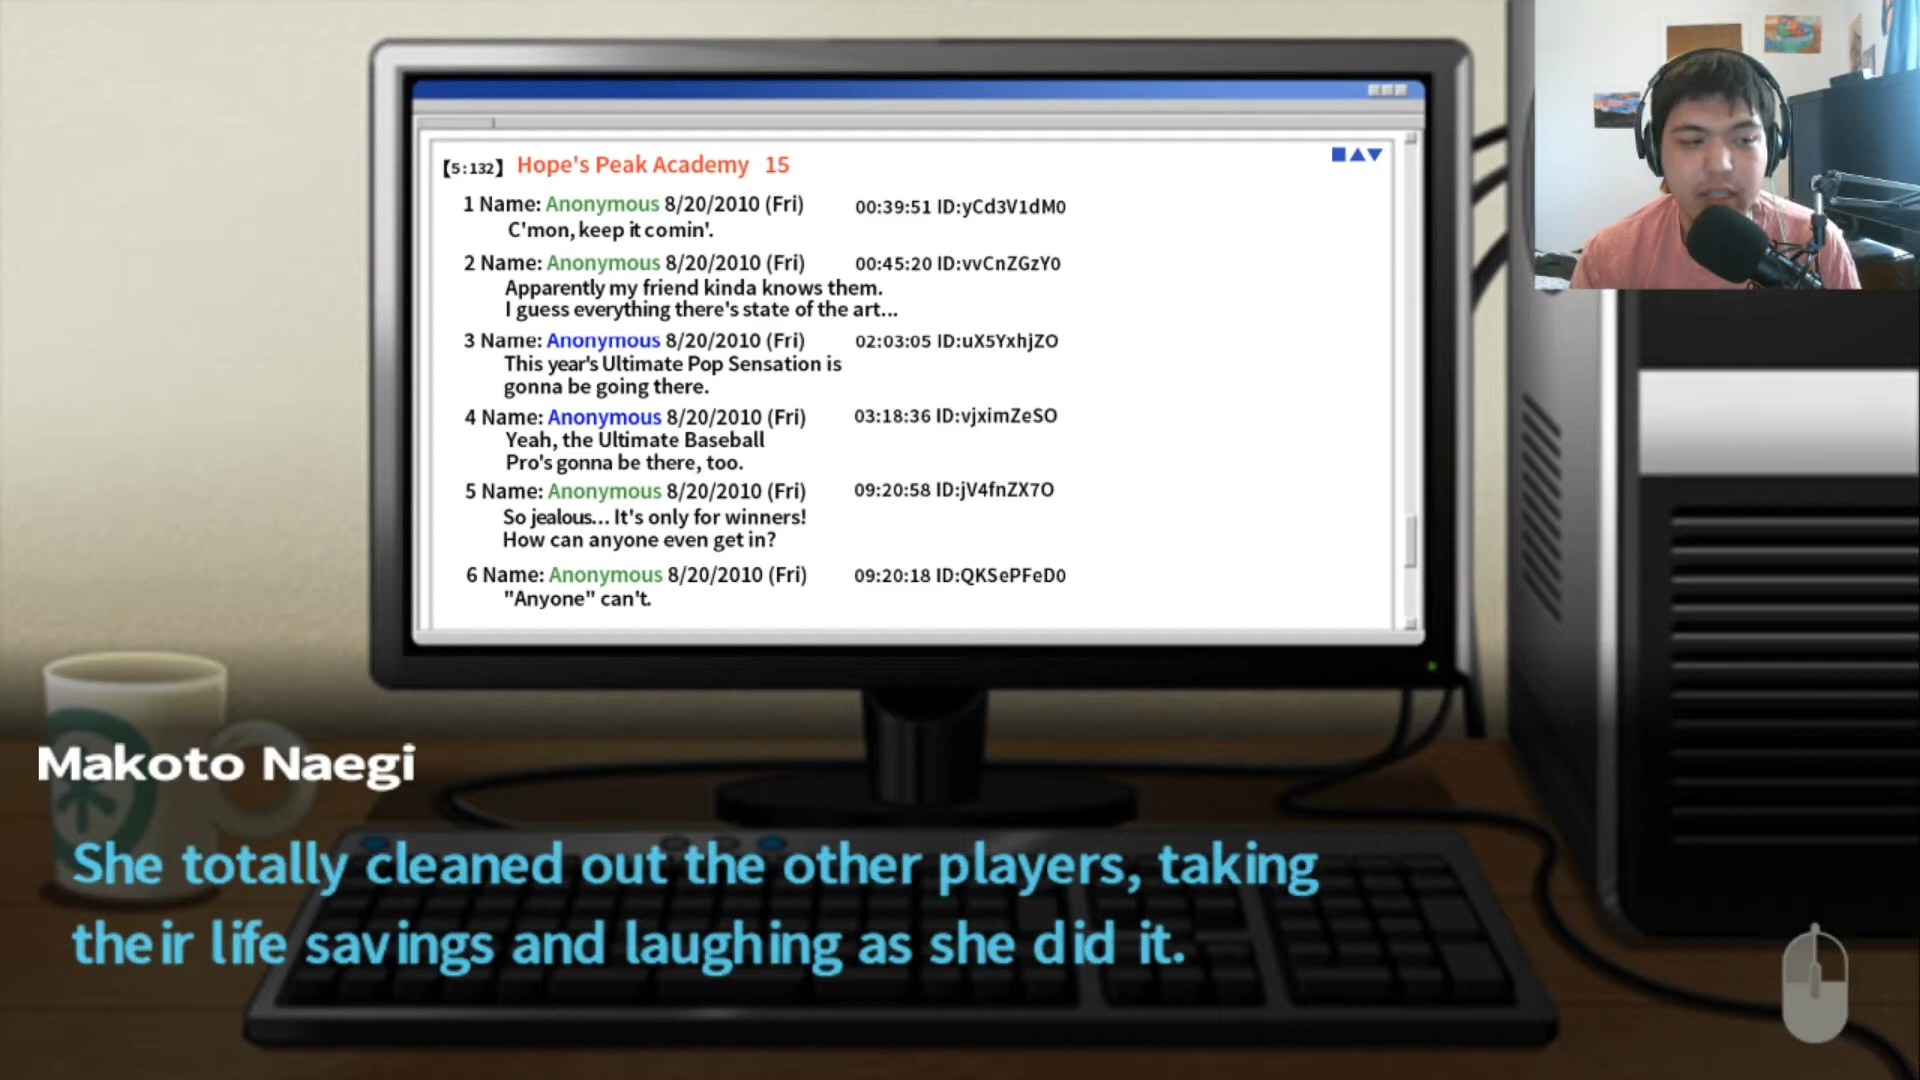 【5:132】 Hope's Peak Academy 15
1 Name: Anonymous 8/20/2010 (Fri) 00:39:51 ID:yCd3V1dM0
C'mon, keep it comin'.
2 Name: Anonymous 8/20/2010 (Fri) 00:45:20 ID:vvCnZGzY0
Apparently my friend kinda knows them.
I guess everything there's state of the art...
3 Name: Anonymous 8/20/2010 (Fri) 02:03:05 ID:uX5YxhjZO
This year's Ultimate Pop Sensation is
gonna be going there.
4 Name: Anonymous 8/20/2010 (Fri) 03:18:36 ID:vjximZeSO
Yeah, the Ultimate Baseball
Pro's gonna be there, too.
5 Name: Anonymous 8/20/2010 (Fri) 09:20:58 ID:jV4fnZX7O
So jealous... It's only for winners!
How can anyone even get in?
6 Name: Anonymous 8/20/2010 (Fri) 09:20:18 ID:QKSePFeD0
"Anyone" can't.
Makoto Naegi
She totally cleaned out the other players, taking
their life savings and laughing as she did it.